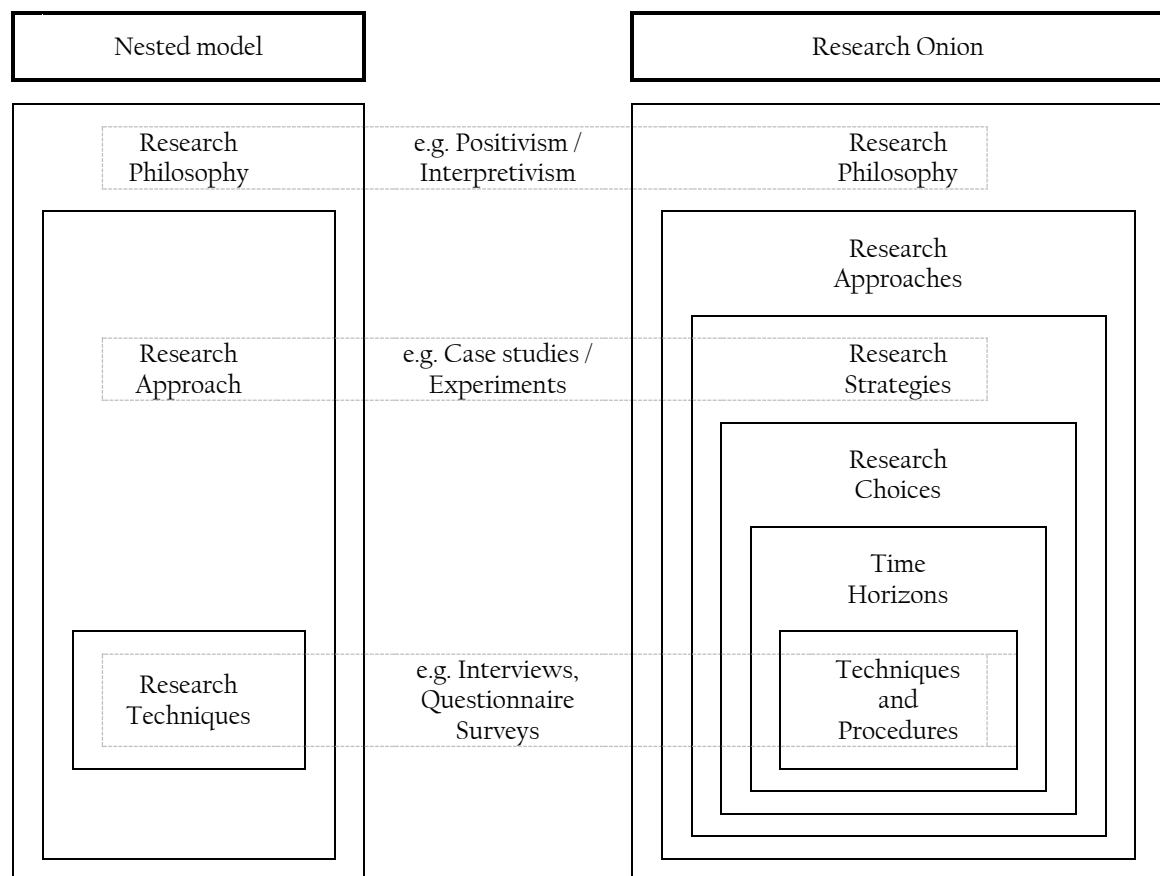 Nested model
Research Onion
Research
Philosophy
e.g. Positivism /
Interpretivism
Research
Philosophy
Research
Approaches
Research
Approach
e.g. Case studies /
Experiments
Research
Strategies
Research
Choices
Time
Horizons
Research
Techniques
e.g. Interviews,
Questionnaire
Surveys
Techniques
and
Procedures